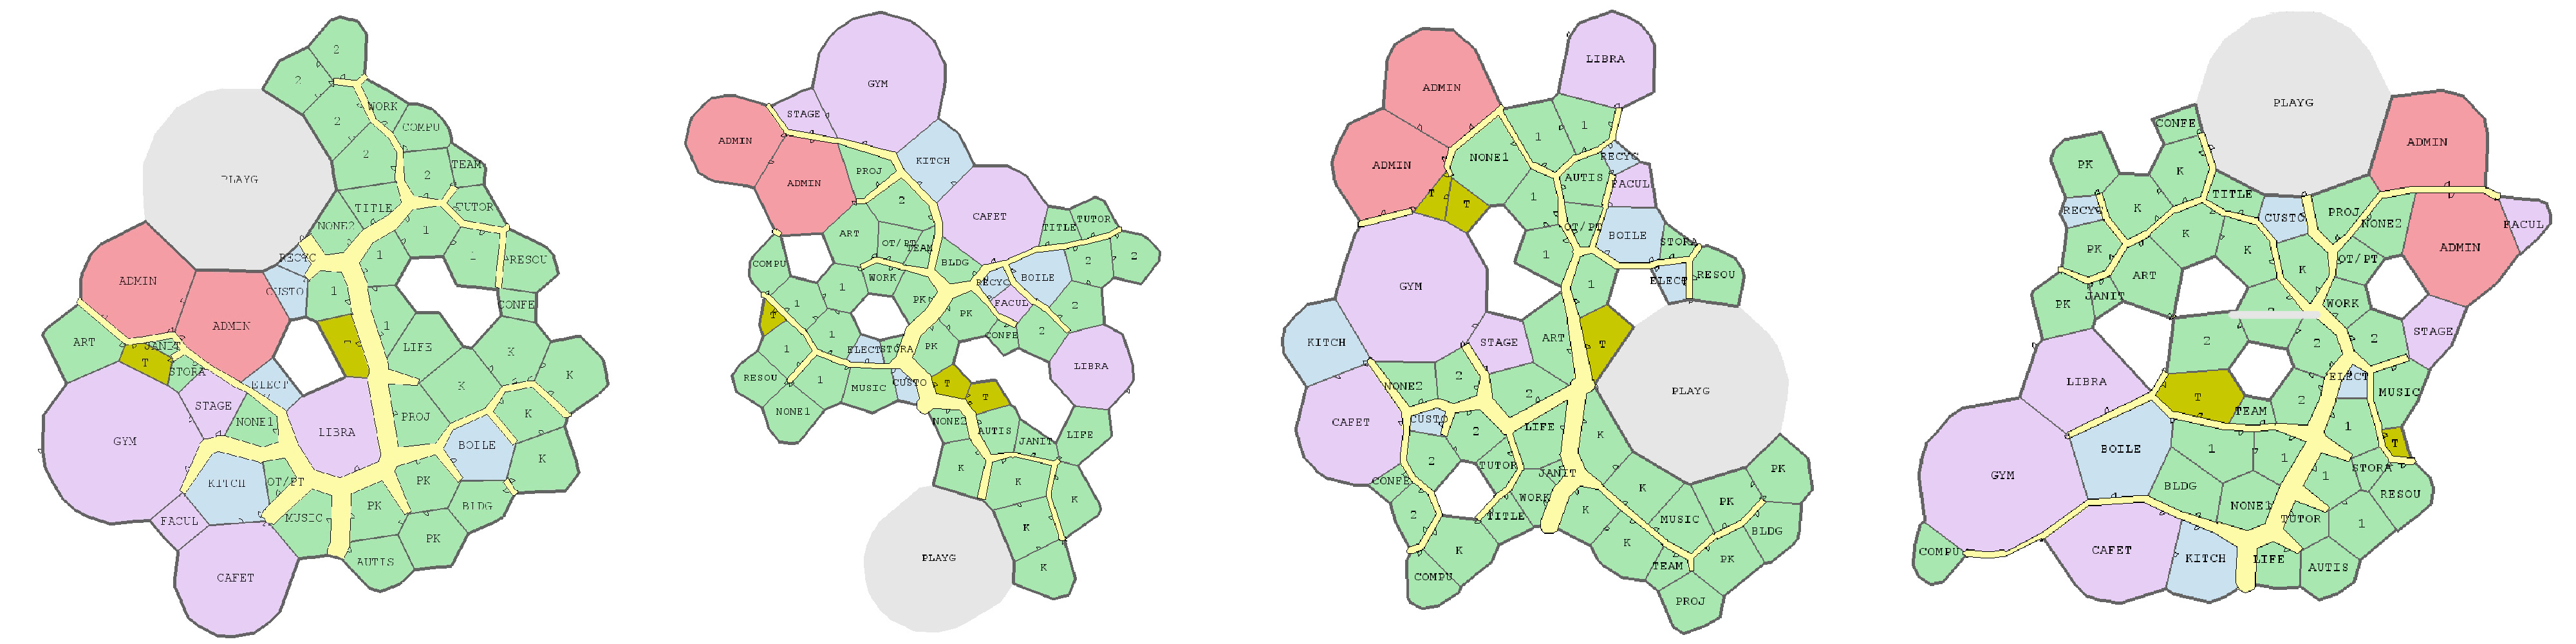 2
2
WORK
2
COMPU
2
TEAM
2
PLAYG
TITLE
TUTOR
NONE2
1
RECYC
1
1
RESOU
ADMIN
CUSTO
1
CONFE
ADMIN
1
ART
JANIT
T
LIFE
K
T
STORA
ELECT
K
K
STAGE
NONE1
PROJ
K
GYM
LIBRA
BOILE
K
KITCH
OT/PT
PK
FACUL
MUSIC
PK
BLDG
PK
CAFET
AUTIS
GYM
STAGE
ADMIN
KITCH
ADMIN
PROJ
2
CAFET
ART
OT/PT
TEAM
TITLE
TUTOR
COMPU
WORK
BLDG
2
2
1
RECYC
BOILE
1
PK
FACUL
2
T
PK
CONFE
2
1
1
ELECT
STORA
PK
LIBRA
RESOU
1
MUSIC
CUSTO
T
T
NONE1
NONE2
AUTIS
JANIT
LIFE
K
K
K
K
PLAYG
K
LIBRA
ADMIN
1
1
ADMIN
NONE1
RECYC
AUTIS
FACUL
T
T
1
OT/PT
BOILE
STORA
1
GYM
1
ELECT
RESOU
KITCH
STAGE
ART
T
NONE2
2
2
PLAYG
CAFET
CUSTO
2
LIFE
K
2
TUTOR
JANIT
CONFE
WORK
K
PK
2
TITLE
K
MUSIC
PK
K
K
BLDG
COMPU
TEAM
PK
PROJ
PLAYG
CONFE
ADMIN
PK
K
TITLE
RECYC
K
CUSTO
PROJ
NONE2
FACUL
PK
K
K
OT/PT
ADMIN
ART
K
PK
JANIT
WORK
2
2
2
2
STAGE
LIBRA
ELECT
T
TEAM
2
MUSIC
GYM
BOILE
1
1
1
T
BLDG
1
STORA
NONE1
RESOU
TUTOR
1
COMPU
CAFET
KITCH
LIFE
AUTIS